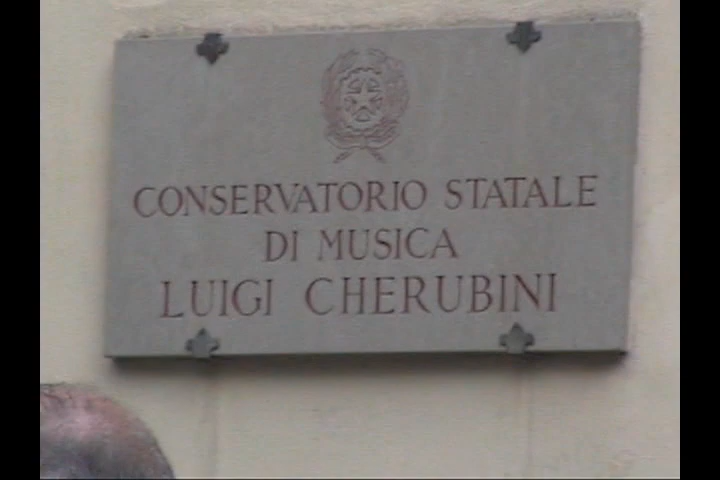 CONSERVATORIO STATALE
DI MUSICA
LUIGI CHERUBINI